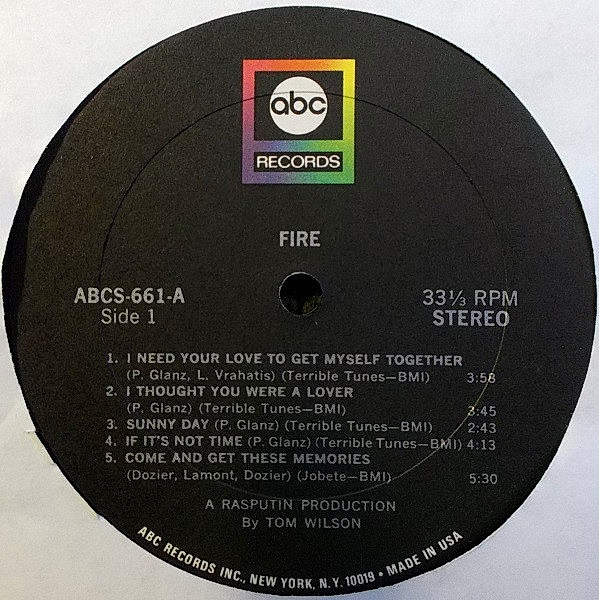 abc
RECORDS
FIRE
ABCS-661-A
Side 1
33⅓ RPM
STEREO
1. I NEED YOUR LOVE TO GET MYSELF TOGETHER
(P. Glanz, L. Vrahatis) (Terrible Tunes—BMI) 3:58
2. I THOUGHT YOU WERE A LOVER
(P. Glanz) (Terrible Tunes—BMI) 3:45
3. SUNNY DAY (P. Glanz) (Terrible Tunes—BMI) 2:43
4. IF IT'S NOT TIME (P. Glanz) (Terrible Tunes—BMI) 4:13
5. COME AND GET THESE MEMORIES
(Dozier, Lamont, Dozier) (Jobete—BMI) 5:30
A RASPUTIN PRODUCTION
By TOM WILSON
ABC RECORDS INC., NEW YORK, N.Y. 10019 • MADE IN USA